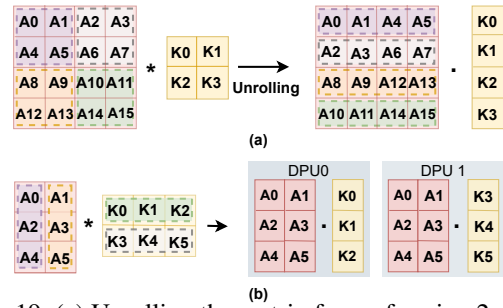 A0 A1 A2 A3
A4 A5 A6 A7
A8 A9 A10 A11
A12 A13 A14 A15
*
K0 K1
K2 K3
Unrolling
A0 A1 A4 A5
A2 A3 A6 A7
A8 A9 A12 A13
A10 A11 A14 A15
.
K0
K1
K2
K3
(a)
A0 A1
A2 A3
A4 A5
*
K0 K1 K2
K3 K4 K5
DPU0
A0 A1
A2 A3
A4 A5
.
K0
K1
K2
DPU 1
A0 A1
A2 A3
A4 A5
.
K3
K4
K5
(b)